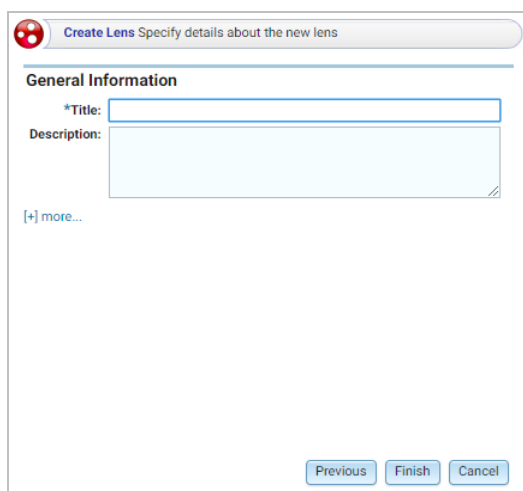 Create Lens Specify details about the new lens
General Information
*Title:
Description:
[+] more...
Previous Finish Cancel